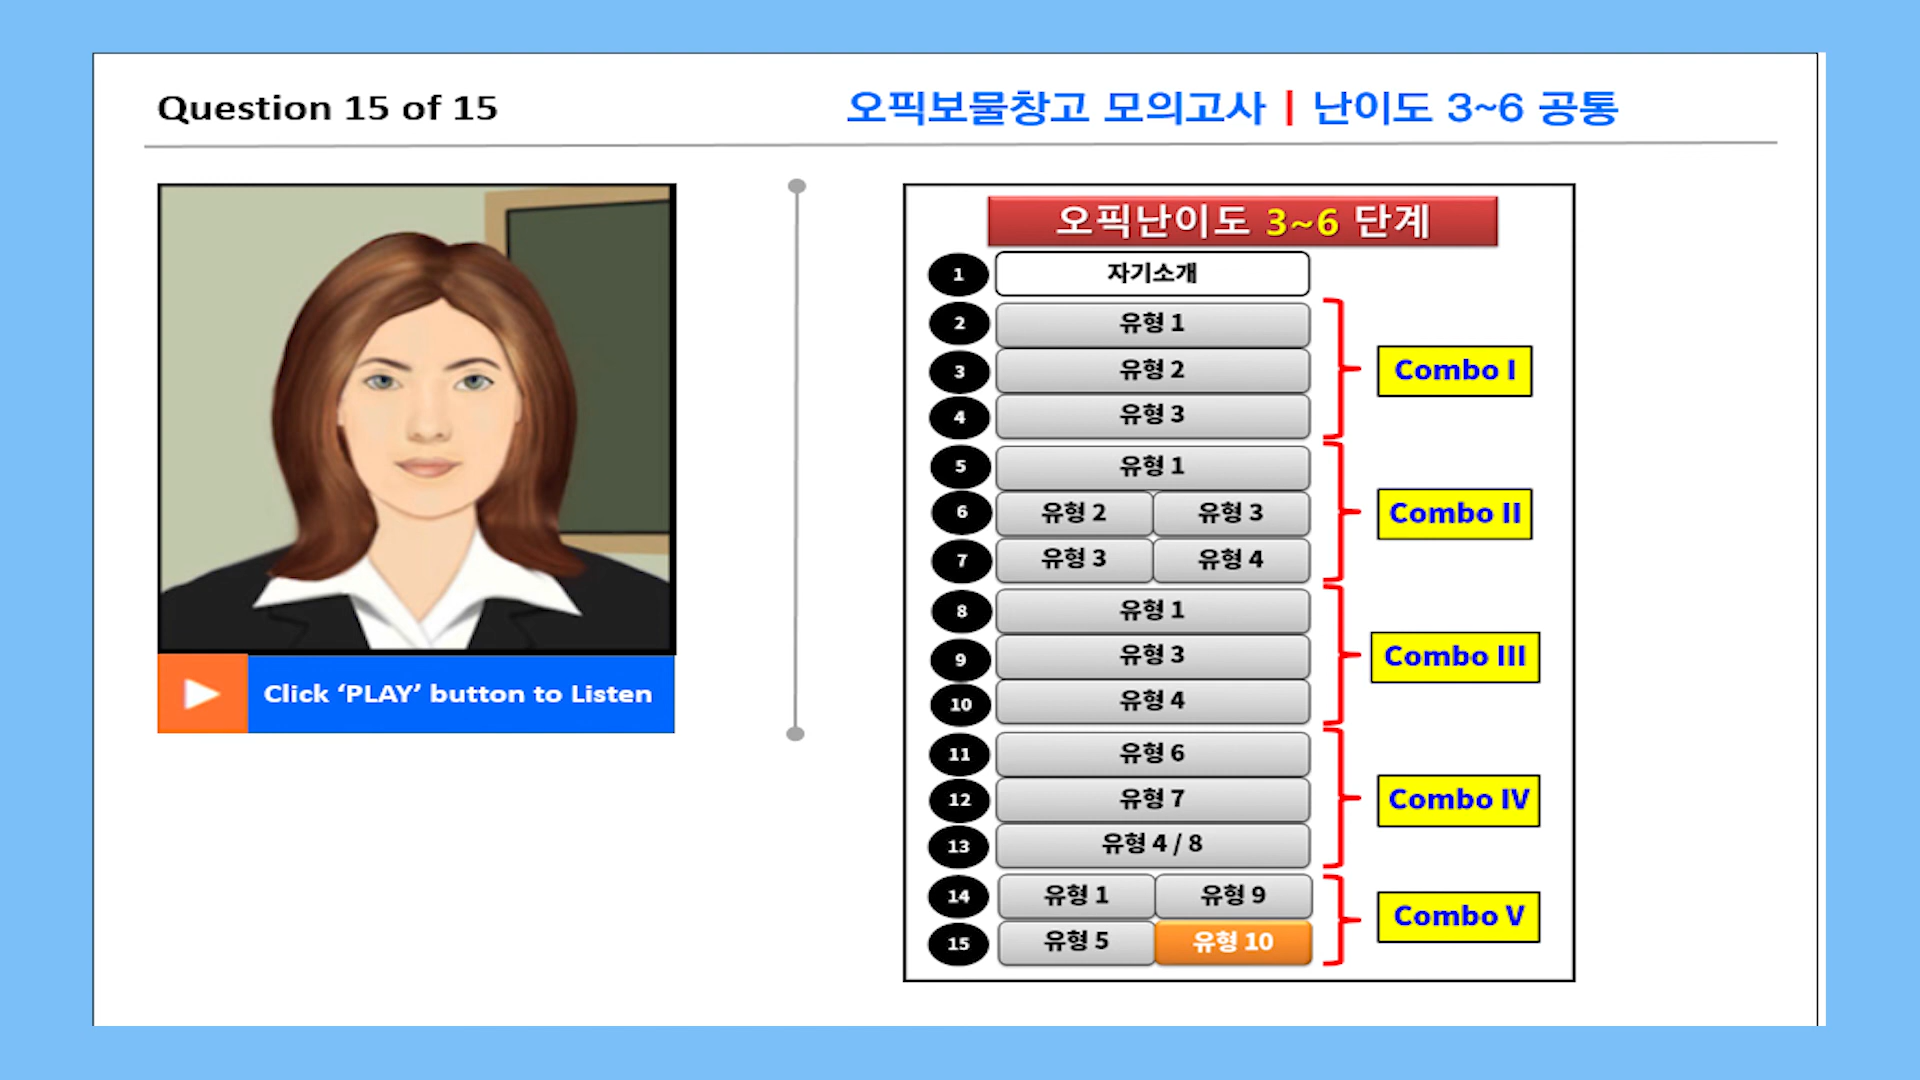 Question 15 of 15
오픽보물창고 모의고사 | 난이도 3~6 공통
Click ‘PLAY’ button to Listen
오픽난이도 3~6 단계
1 자기소개
2 유형 1
3 유형 2
4 유형 3
Combo I
5 유형 1
6 유형 2 유형 3
7 유형 3 유형 4
Combo II
8 유형 1
9 유형 3
10 유형 4
Combo III
11 유형 6
12 유형 7
13 유형 4 / 8
Combo IV
14 유형 1 유형 9
15 유형 5 유형 10
Combo V